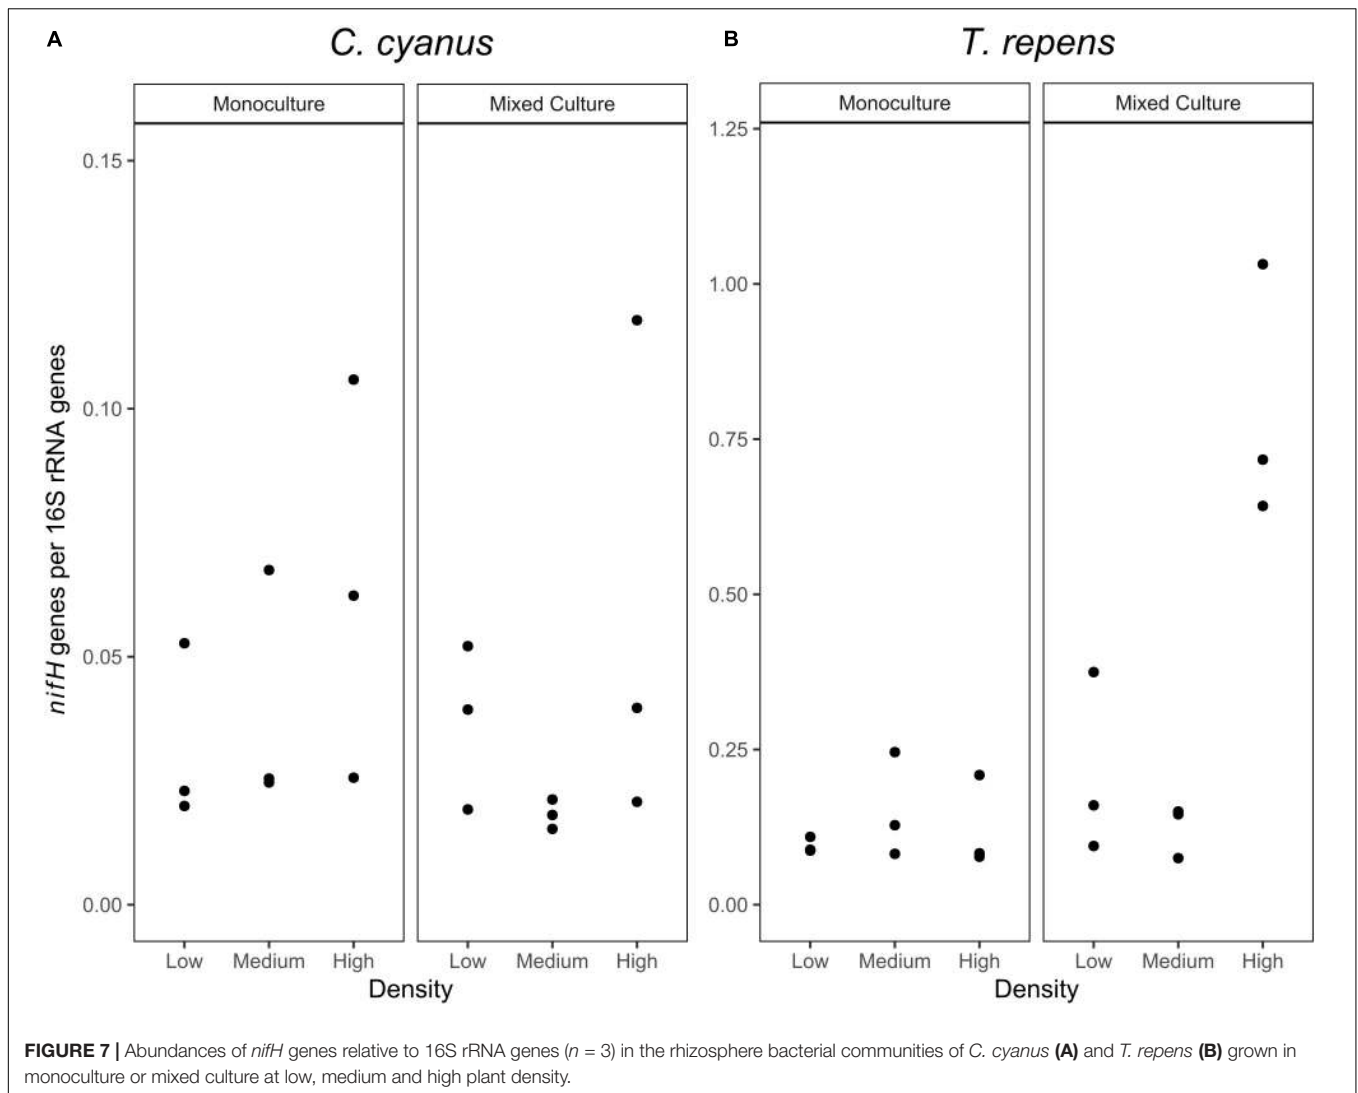 A
C. cyanus
B
T. repens
Monoculture
Mixed Culture
Monoculture
Mixed Culture
nifH genes per 16S rRNA genes
0.15
0.10
0.05
0.00
1.25
1.00
0.75
0.50
0.25
0.00
Low Medium High
Low Medium High
Density
Low Medium High
Low Medium High
Density
FIGURE 7 | Abundances of nifH genes relative to 16S rRNA genes (n = 3) in the rhizosphere bacterial communities of C. cyanus (A) and T. repens (B) grown in
monoculture or mixed culture at low, medium and high plant density.